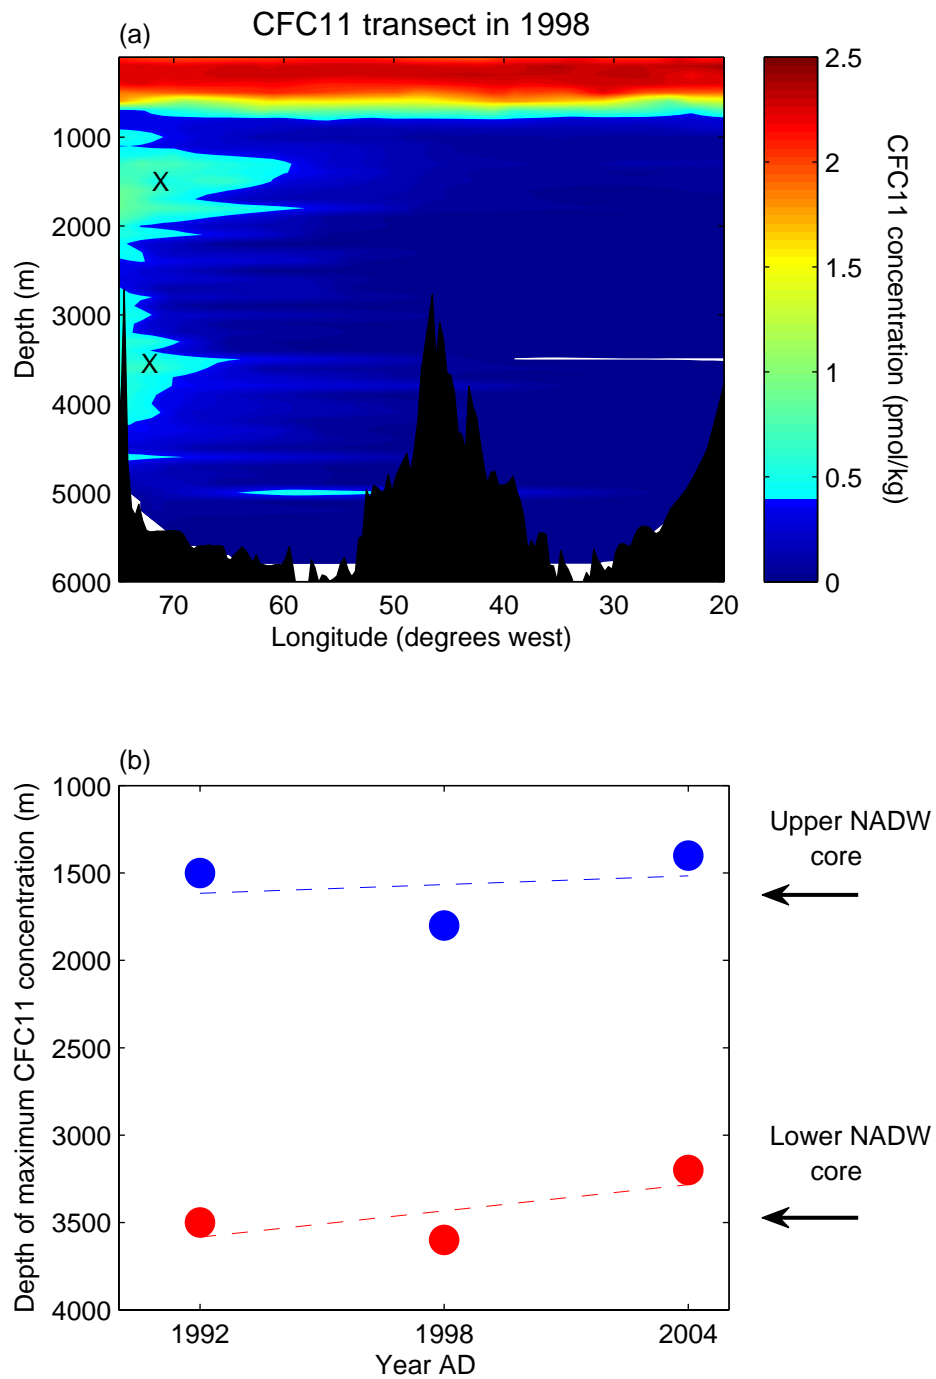 (a)
CFC11 transect in 1998
Depth (m)
1000
2000
3000
4000
5000
6000
X
X
70
60
50
40
30
20
Longitude (degrees west)
2.5
2
1.5
1
0.5
0
CFC11 concentration (pmol/kg)
(b)
Depth of maximum CFC11 concentration (m)
1000
1500
2000
2500
3000
3500
4000
1992
1998
2004
Year AD
Upper NADW
core
Lower NADW
core